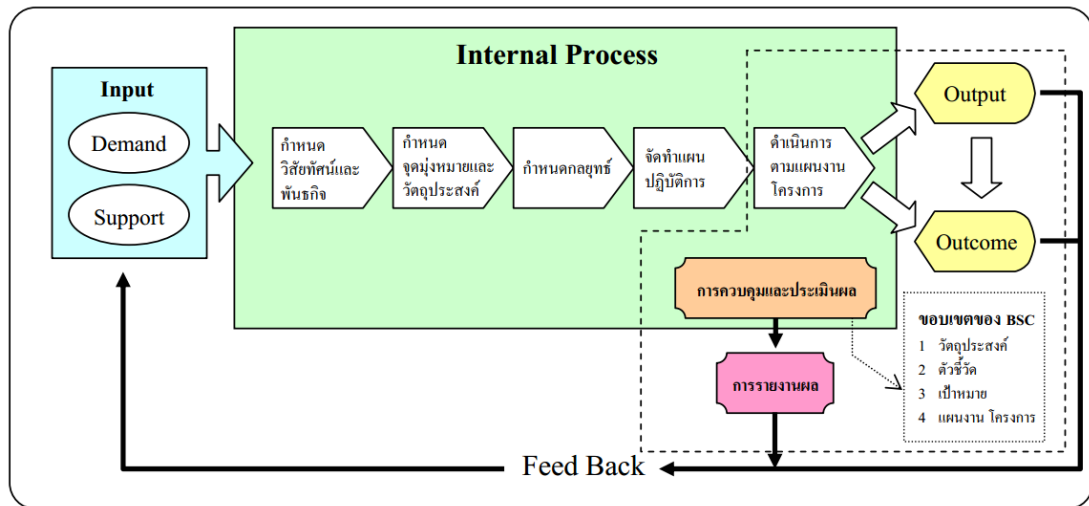 Internal Process
Input
Demand
Support
กำหนด
วิสัยทัศน์และ
พันธกิจ
กำหนด
จุดมุ่งหมายและ
วัตถุประสงค์
กำหนดกลยุทธ์
จัดทำแผน
ปฏิบัติการ
ดำเนินการ
ตามแผนงาน
โครงการ
Output
Outcome
การควบคุมและประเมินผล
การรายงานผล
ขอบเขตของ BSC
1 วัตถุประสงค์
2 ตัวชี้วัด
3 เป้าหมาย
4 แผนงาน โครงการ
Feed Back